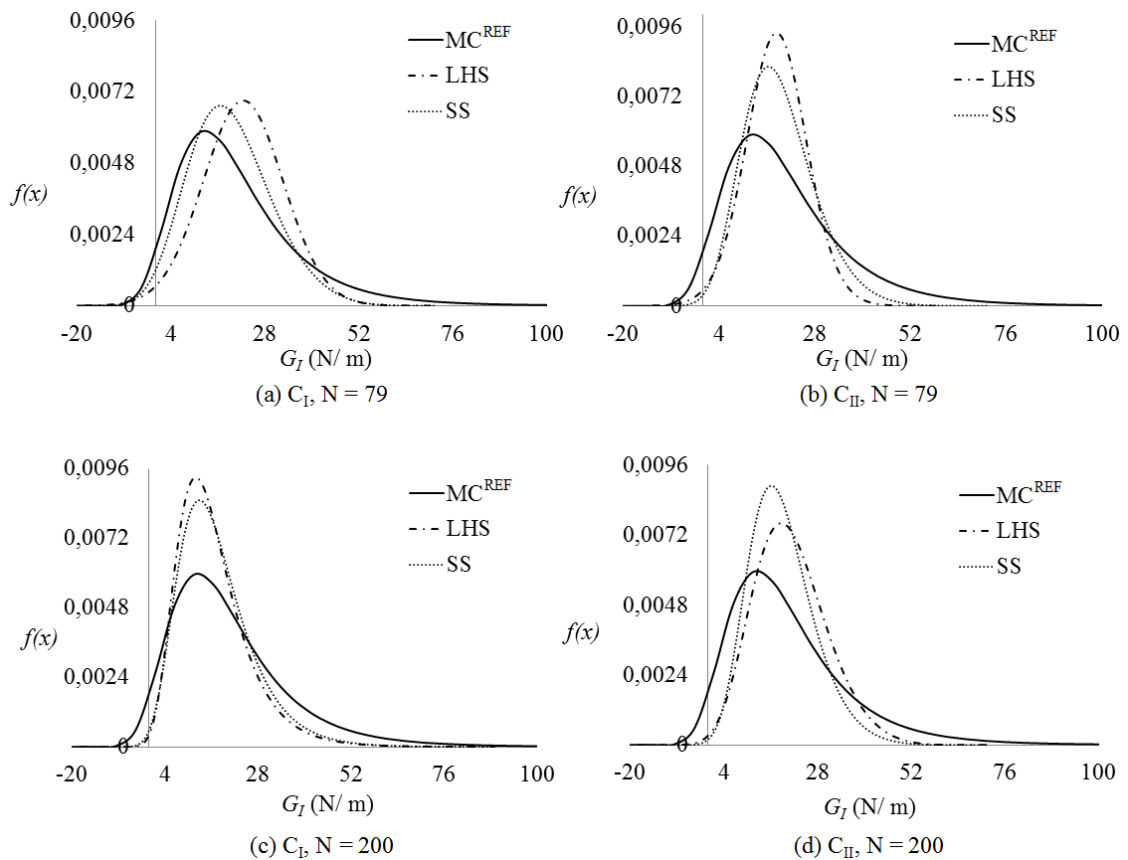 0,0096
0,0072
0,0048
0,0024
0
f(x)
MC^REF
LHS
SS
-20 4 28 52 76 100
G_I (N/ m)
(a) C_I, N = 79
0,0096
0,0072
0,0048
0,0024
0
f(x)
MC^REF
LHS
SS
-20 4 28 52 76 100
G_I (N/ m)
(b) C_II, N = 79
0,0096
0,0072
0,0048
0,0024
0
f(x)
MC^REF
LHS
SS
-20 4 28 52 76 100
G_I (N/ m)
(c) C_I, N = 200
0,0096
0,0072
0,0048
0,0024
0
f(x)
MC^REF
LHS
SS
-20 4 28 52 76 100
G_I (N/ m)
(d) C_II, N = 200